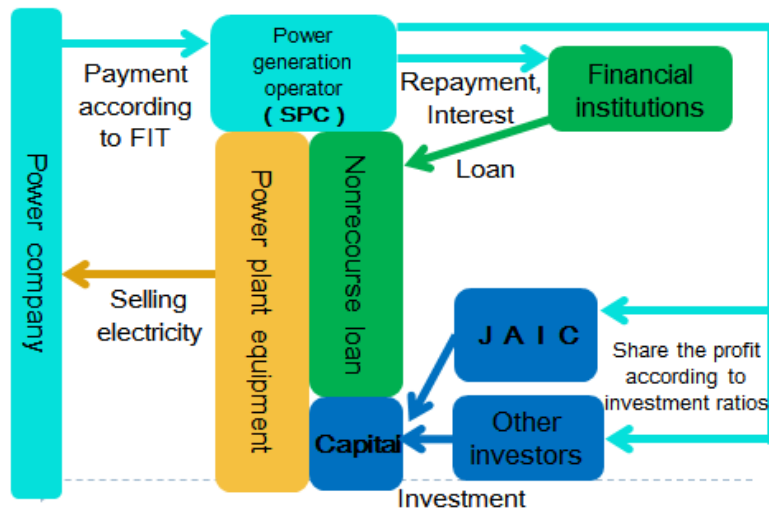 Power company
Payment
according
to FIT
Power
generation
operator
( SPC )
Repayment,
Interest
Financial
institutions
Loan
Power plant equipment
Nonrecourse loan
Selling
electricity
J A I C
Share the profit
according to
investment ratios
Capital
Other
investors
Investment